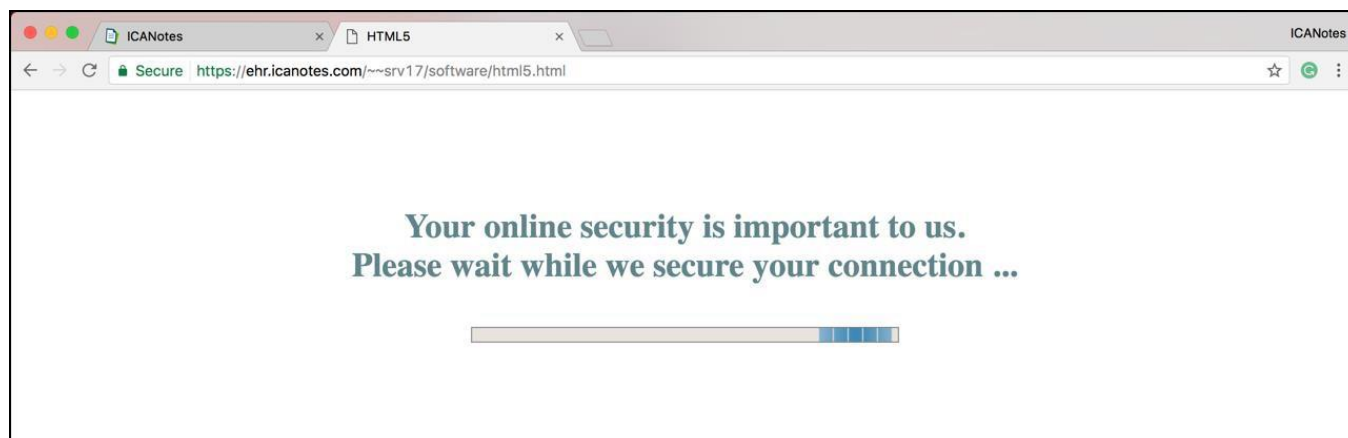 ICANotes
HTML5
ICANotes
Secure https://ehr.icanotes.com/~~srv17/software/html5.html
Your online security is important to us.
Please wait while we secure your connection ...